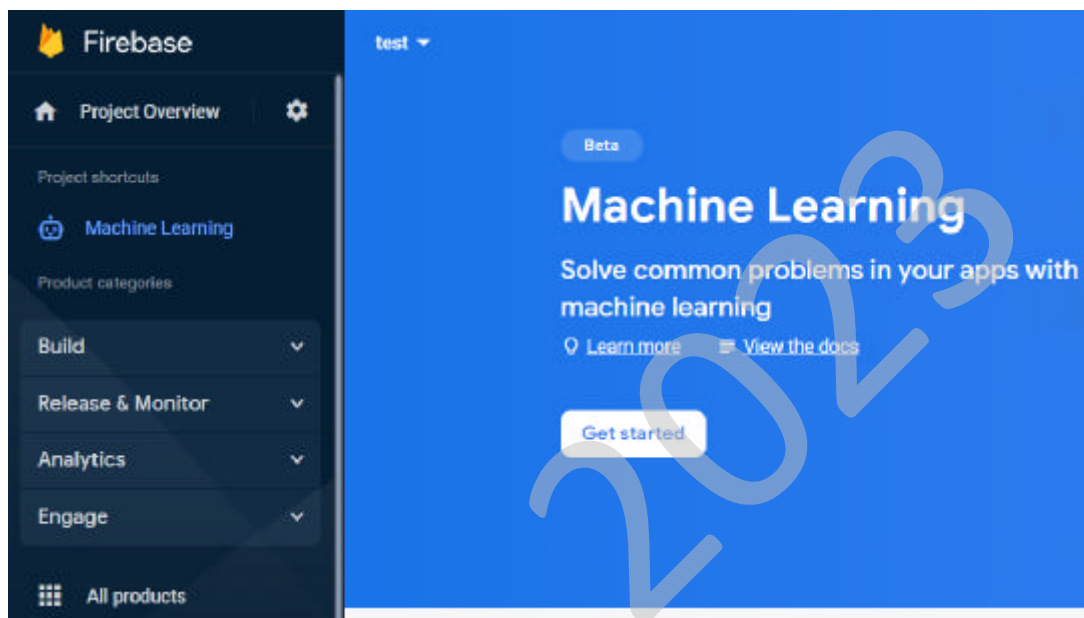 Firebase
Project Overview
Project shortcuts
Machine Learning
Product categories
Build
Release & Monitor
Analytics
Engage
All products
test
Beta
Machine Learning
Solve common problems in your apps with
machine learning
Learn more View the docs
Get started
2023